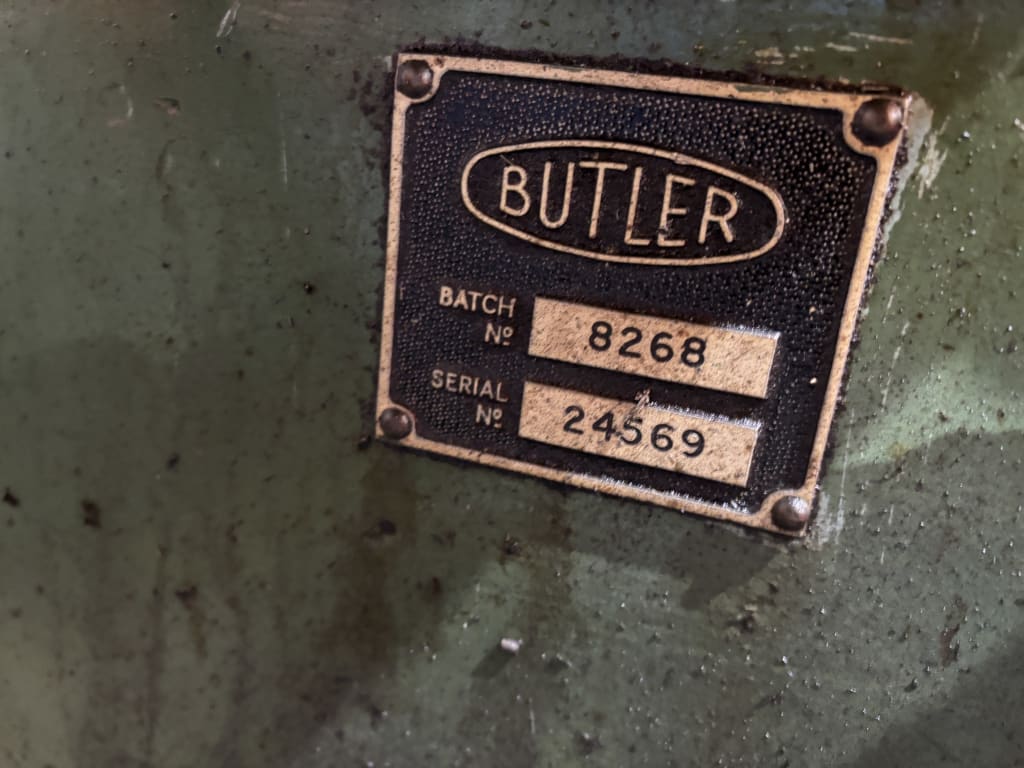 BUTLER
BATCH
Nº 8268
SERIAL
Nº 24569